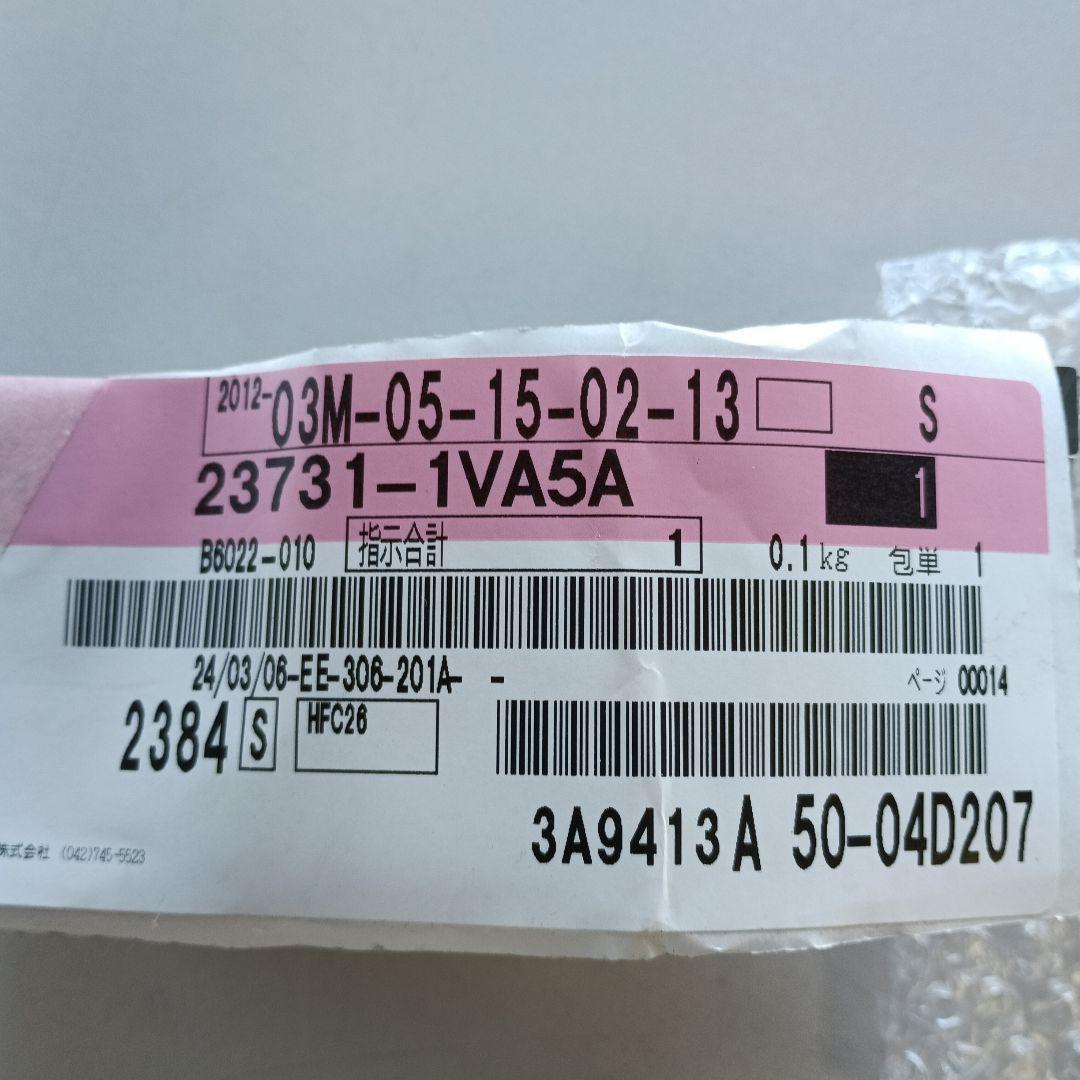 2012-03M-05-15-02-13 S
23731-1VA5A 1
B6022-010 指示合計 1 0.1kg 包単 1
24/03/06-EE-306-201A- -
ページ 00014
2384 S HFC26
3A9413A 50-04D207
株式会社 (042)745-5523